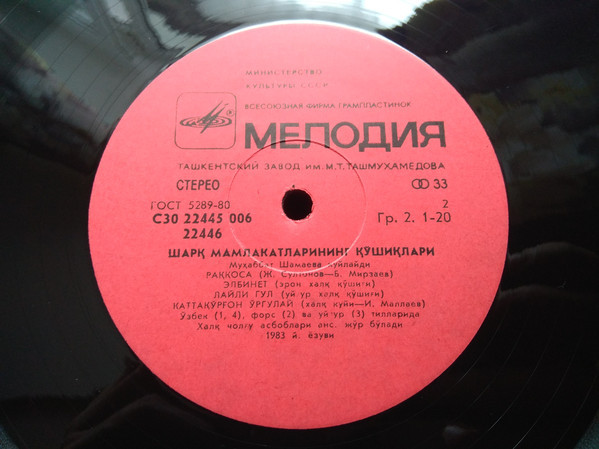 МИНИСТЕРСТВО
КУЛЬТУРЫ СССР
ВСЕСОЮЗНАЯ ФИРМА ГРАМПЛАСТИНОК
МЕЛОДИЯ
ТАШКЕНТСКИЙ ЗАВОД ИМ. М.Т. ТАШМУХАМЕДОВА
СТЕРЕО 33
ГОСТ 5289-80 2
С30 22445 006 Гр. 2. 1-20
22446
ШАРҚ МАМЛАКАТЛАРИНИНГ ҚЎШИҚЛАРИ
Муҳаббат Шамаева куйлайди
РАҚҚОСА (Ж. Султонов—Б. Мирзаев)
ЭЛБИНЕТ (эрон халқ қўшиғи)
ЛАЙЛИ ГУЛ (уйғур халқ қўшиғи)
КАТТАҚЎРҒОН ЎРГУЛАЙ (халқ куйи—И. Маллаев)
Ўзбек (1, 4), форс (2) ва уйғур (3) тилларида
Халқ чолғу асбоблари анс. жўр бўлади
1983 й. ёзуви